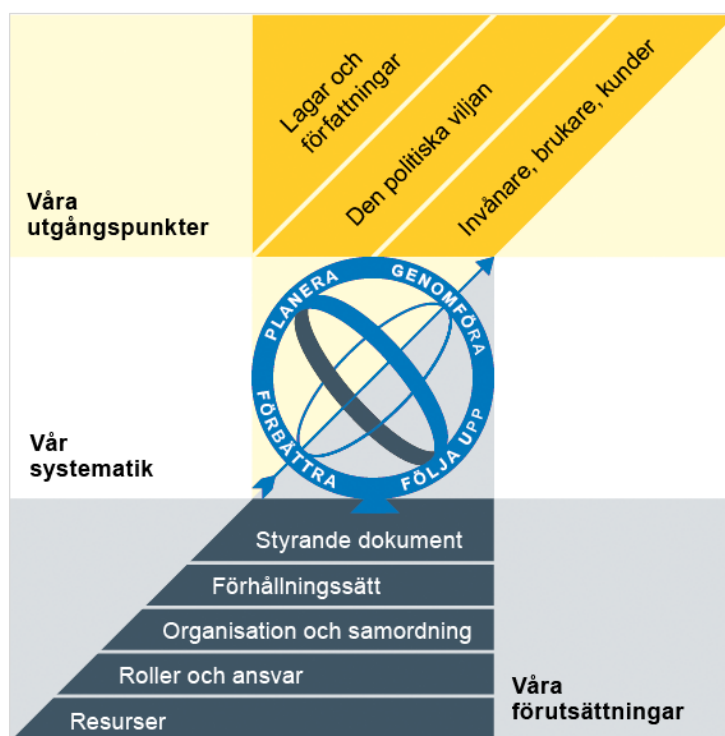 Lagar och
författningar
Den politiska viljan
Invånare, brukare, kunder
Våra
utgångspunkter
PLANERA
GENOMFÖRA
FÖLJA UPP
FÖRBÄTTRA
Vår
systematik
Styrande dokument
Förhållningssätt
Organisation och samordning
Roller och ansvar
Resurser
Våra
förutsättningar